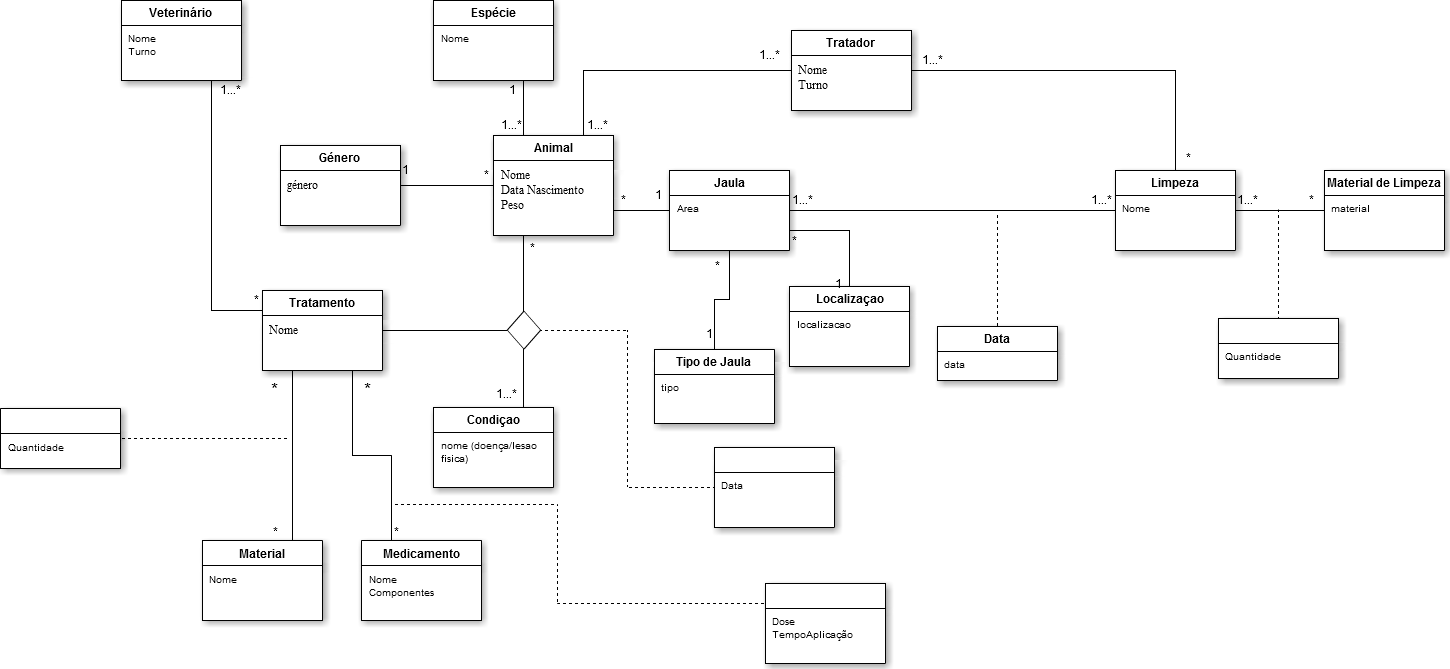 Veterinário
Nome
Turno
1...*
Espécie
Nome
1
1...*
Tratador
Nome
Turno
1...*
1...*
1...*
Género
género
1
*
Animal
Nome
Data Nascimento
Peso
*
*
1
Jaula
Area
1...*
*
*
1...*
*
Limpeza
Nome
1...*
*
Material de Limpeza
material
*
Tratamento
Nome
*
*
1
Localizaçao
localizacao
1
Tipo de Jaula
tipo
Data
data
Quantidade
1...*
Condiçao
nome (doença/lesao
fisica)
Quantidade
Data
*
Material
Nome
*
Medicamento
Nome
Componentes
Dose
TempoAplicação